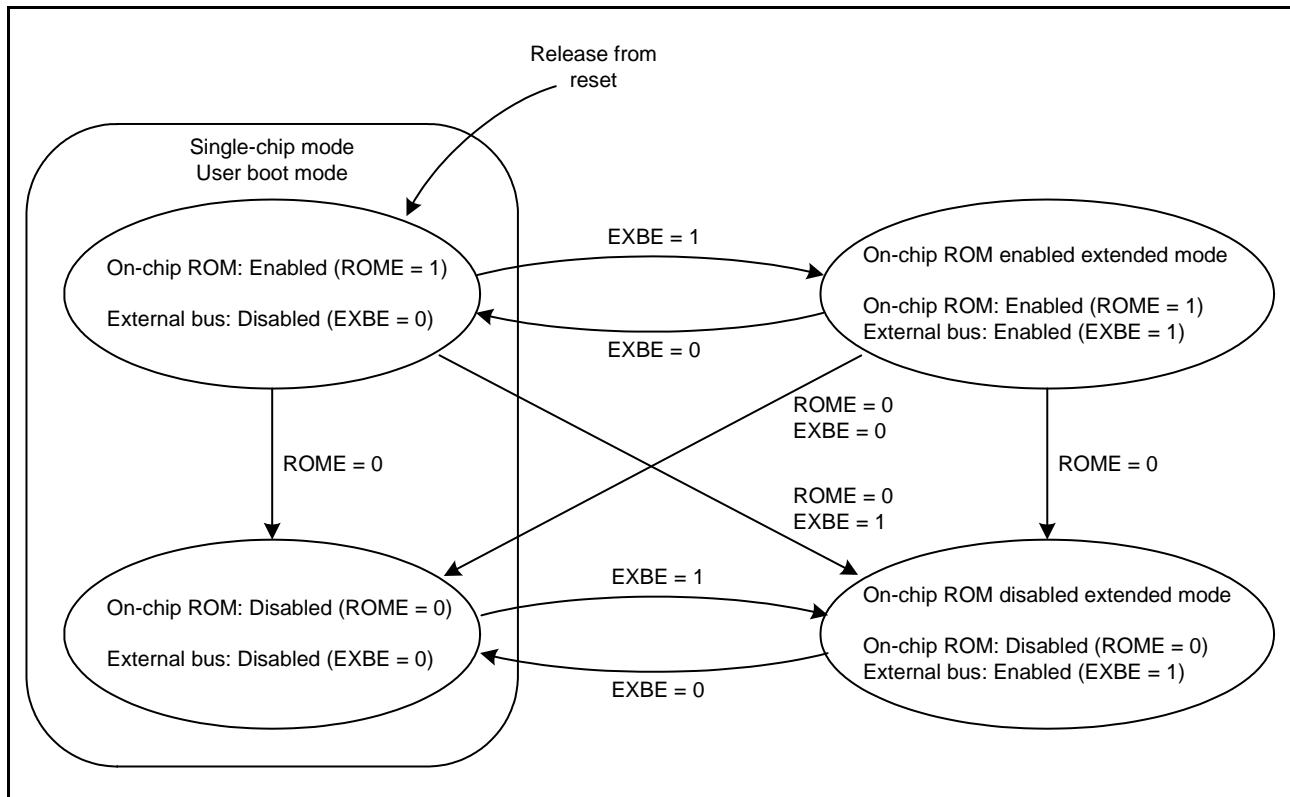 Release from
reset
Single-chip mode
User boot mode
On-chip ROM: Enabled (ROME = 1)
External bus: Disabled (EXBE = 0)
EXBE = 1
EXBE = 0
On-chip ROM enabled extended mode
On-chip ROM: Enabled (ROME = 1)
External bus: Enabled (EXBE = 1)
ROME = 0
ROME = 0
EXBE = 0
ROME = 0
ROME = 0
EXBE = 1
On-chip ROM: Disabled (ROME = 0)
External bus: Disabled (EXBE = 0)
EXBE = 1
EXBE = 0
On-chip ROM disabled extended mode
On-chip ROM: Disabled (ROME = 0)
External bus: Enabled (EXBE = 1)